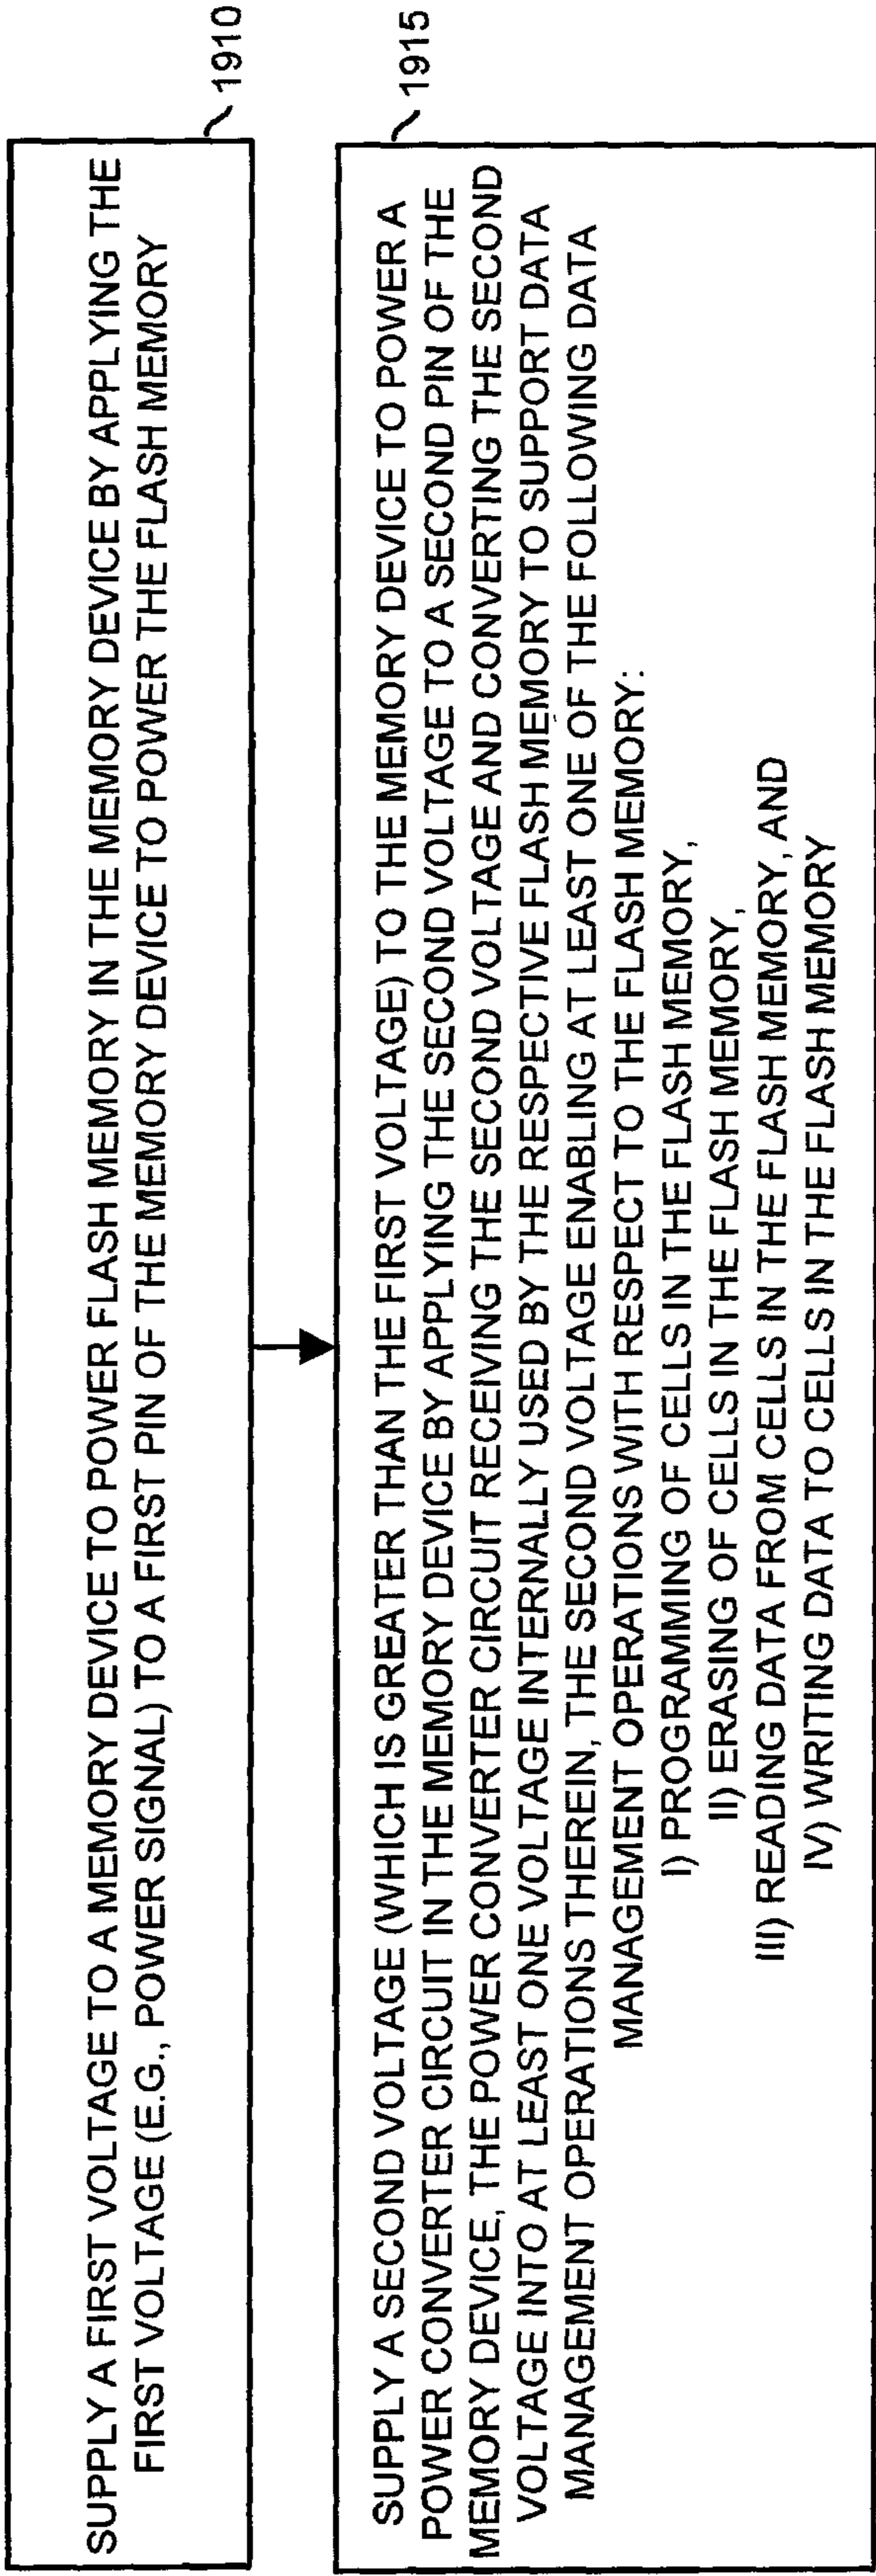 SUPPLY A FIRST VOLTAGE TO A MEMORY DEVICE TO POWER FLASH MEMORY IN THE MEMORY DEVICE BY APPLYING THE
FIRST VOLTAGE (E.G., POWER SIGNAL) TO A FIRST PIN OF THE MEMORY DEVICE TO POWER THE FLASH MEMORY
1910
SUPPLY A SECOND VOLTAGE (WHICH IS GREATER THAN THE FIRST VOLTAGE) TO THE MEMORY DEVICE TO POWER A
POWER CONVERTER CIRCUIT IN THE MEMORY DEVICE BY APPLYING THE SECOND VOLTAGE TO A SECOND PIN OF THE
MEMORY DEVICE, THE POWER CONVERTER CIRCUIT RECEIVING THE SECOND VOLTAGE AND CONVERTING THE SECOND
VOLTAGE INTO AT LEAST ONE VOLTAGE INTERNALLY USED BY THE RESPECTIVE FLASH MEMORY TO SUPPORT DATA
MANAGEMENT OPERATIONS THEREIN, THE SECOND VOLTAGE ENABLING AT LEAST ONE OF THE FOLLOWING DATA
MANAGEMENT OPERATIONS WITH RESPECT TO THE FLASH MEMORY:
I) PROGRAMMING OF CELLS IN THE FLASH MEMORY,
II) ERASING OF CELLS IN THE FLASH MEMORY,
III) READING DATA FROM CELLS IN THE FLASH MEMORY, AND
IV) WRITING DATA TO CELLS IN THE FLASH MEMORY
1915